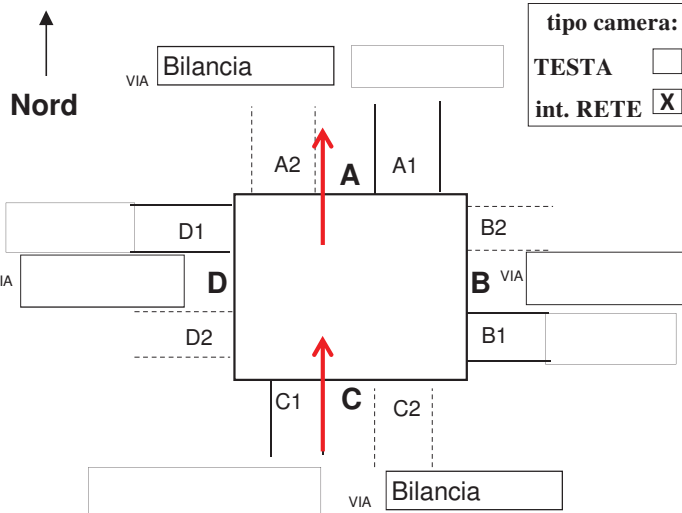 tipo camera:
VIA Bilancia
TESTA
Nord
int. RETE X
A2 A A1
D1 B2
VIA D B VIA
D2 B1
C1 C C2
VIA Bilancia